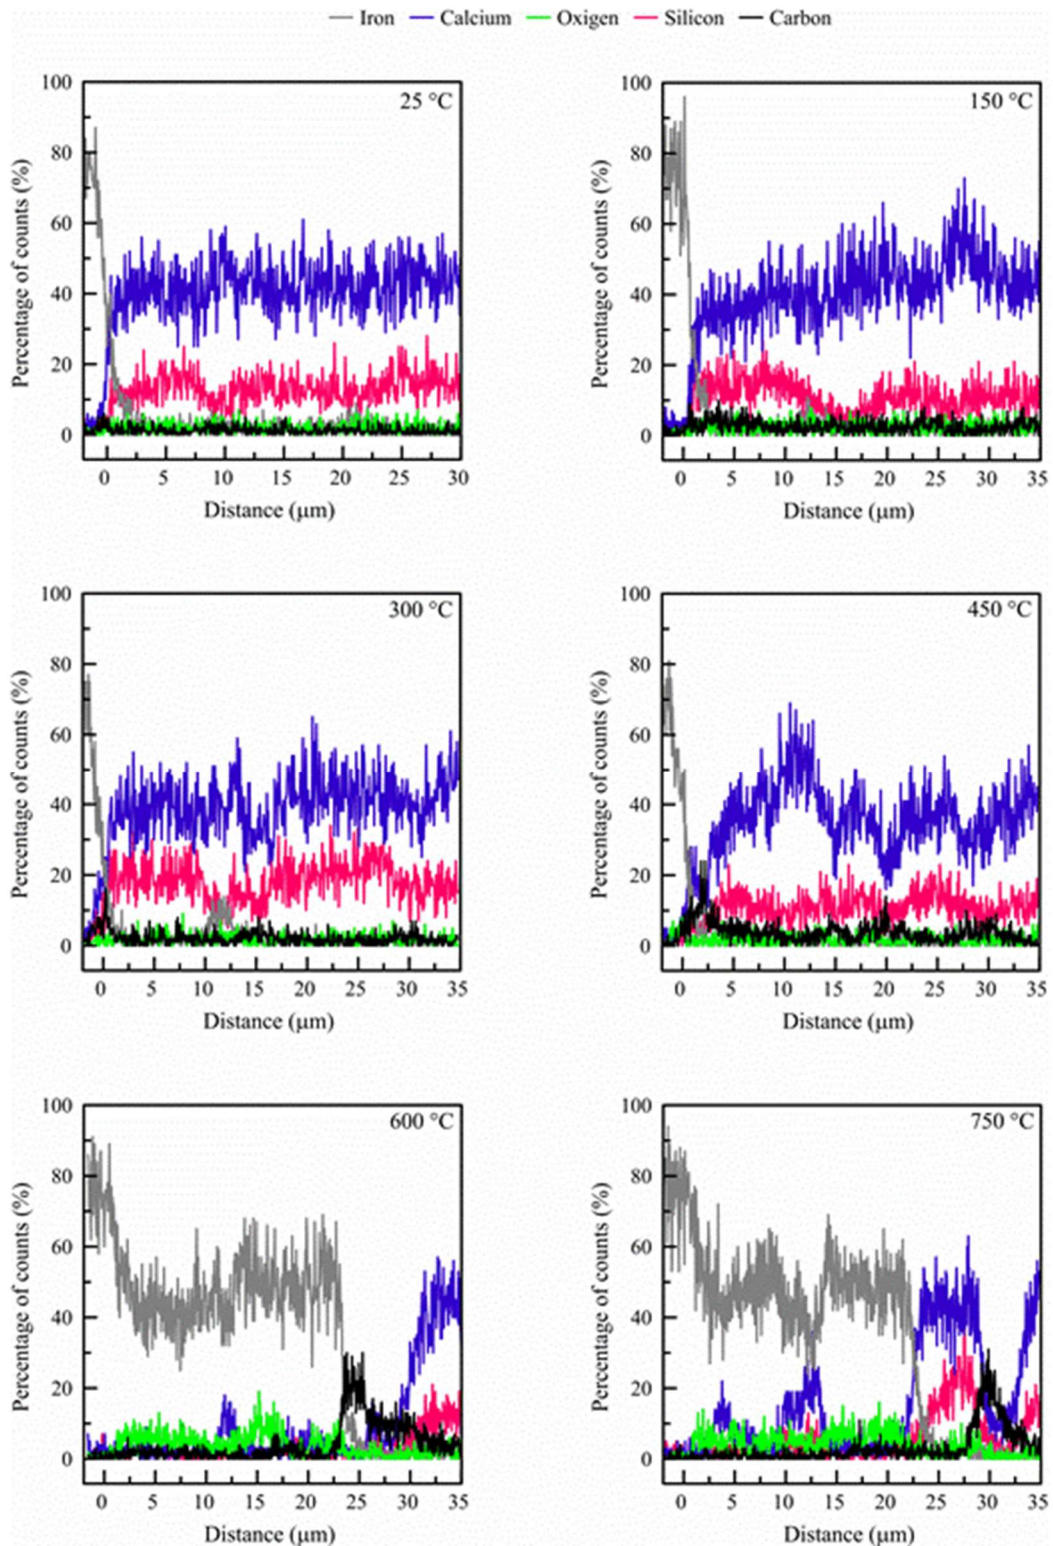 Iron Calcium Oxigen Silicon Carbon
25 °C
100
80
60
40
20
0
Percentage of counts (%)
0 5 10 15 20 25 30
Distance (μm)
150 °C
100
80
60
40
20
0
Percentage of counts (%)
0 5 10 15 20 25 30 35
Distance (μm)
300 °C
100
80
60
40
20
0
Percentage of counts (%)
0 5 10 15 20 25 30 35
Distance (μm)
450 °C
100
80
60
40
20
0
Percentage of counts (%)
0 5 10 15 20 25 30 35
Distance (μm)
600 °C
100
80
60
40
20
0
Percentage of counts (%)
0 5 10 15 20 25 30 35
Distance (μm)
750 °C
100
80
60
40
20
0
Percentage of counts (%)
0 5 10 15 20 25 30 35
Distance (μm)